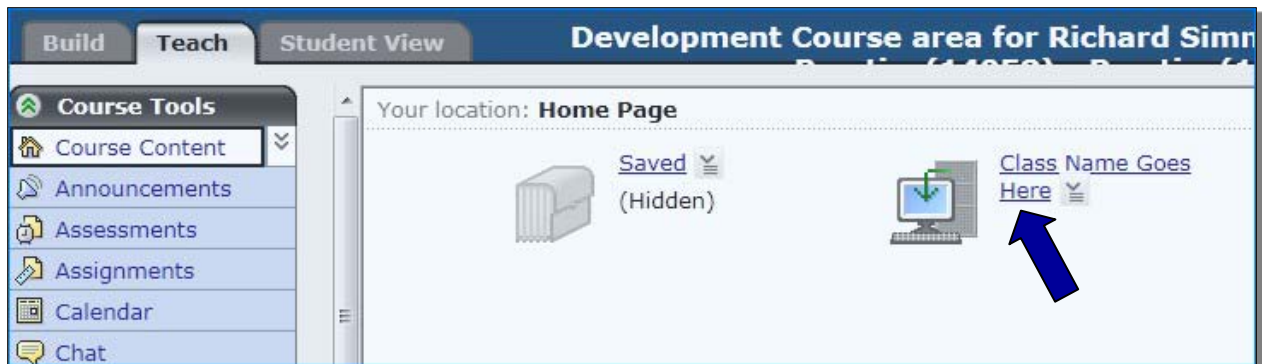 Build Teach Student View
Development Course area for Richard Simm
Course Tools
Your location: Home Page
Course Content
Announcements
Assessments
Assignments
Calendar
Chat
Saved
(Hidden)
Class Name Goes
Here